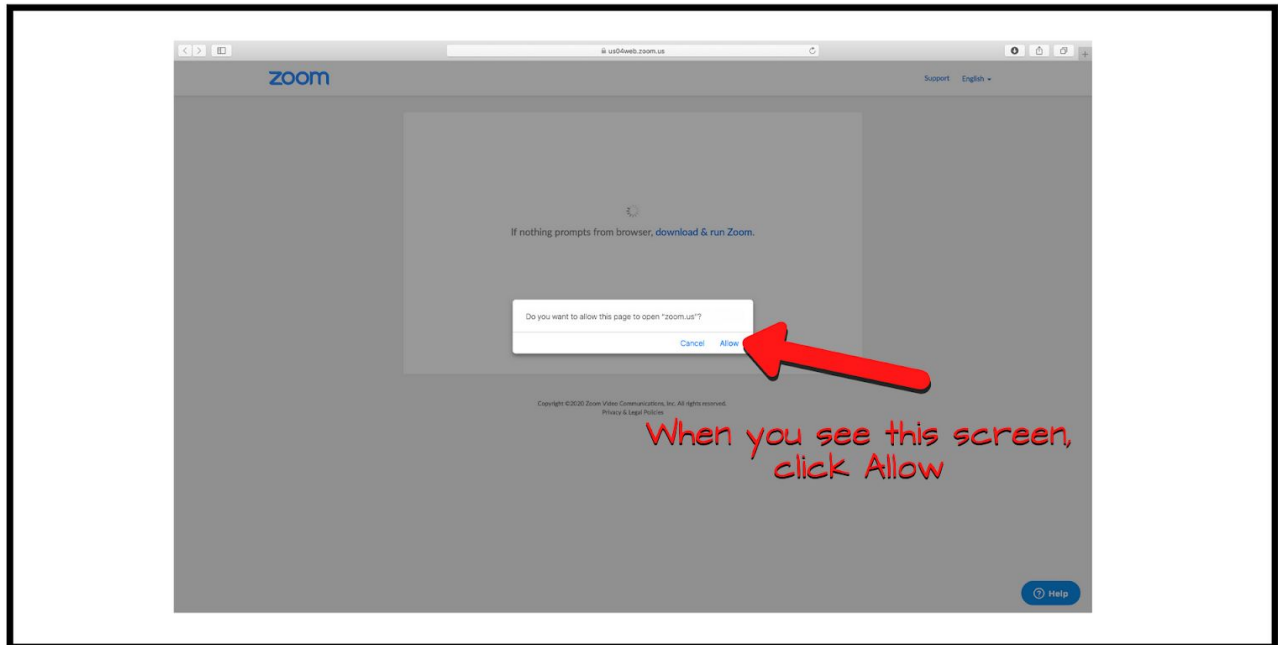 us04web.zoom.us
zoom
Support English
If nothing prompts from browser, download & run Zoom.
Do you want to allow this page to open "zoom.us"?
Cancel Allow
Copyright ©2020 Zoom Video Communications, Inc. All rights reserved.
Privacy & Legal Policies
When you see this screen,
click Allow
Help